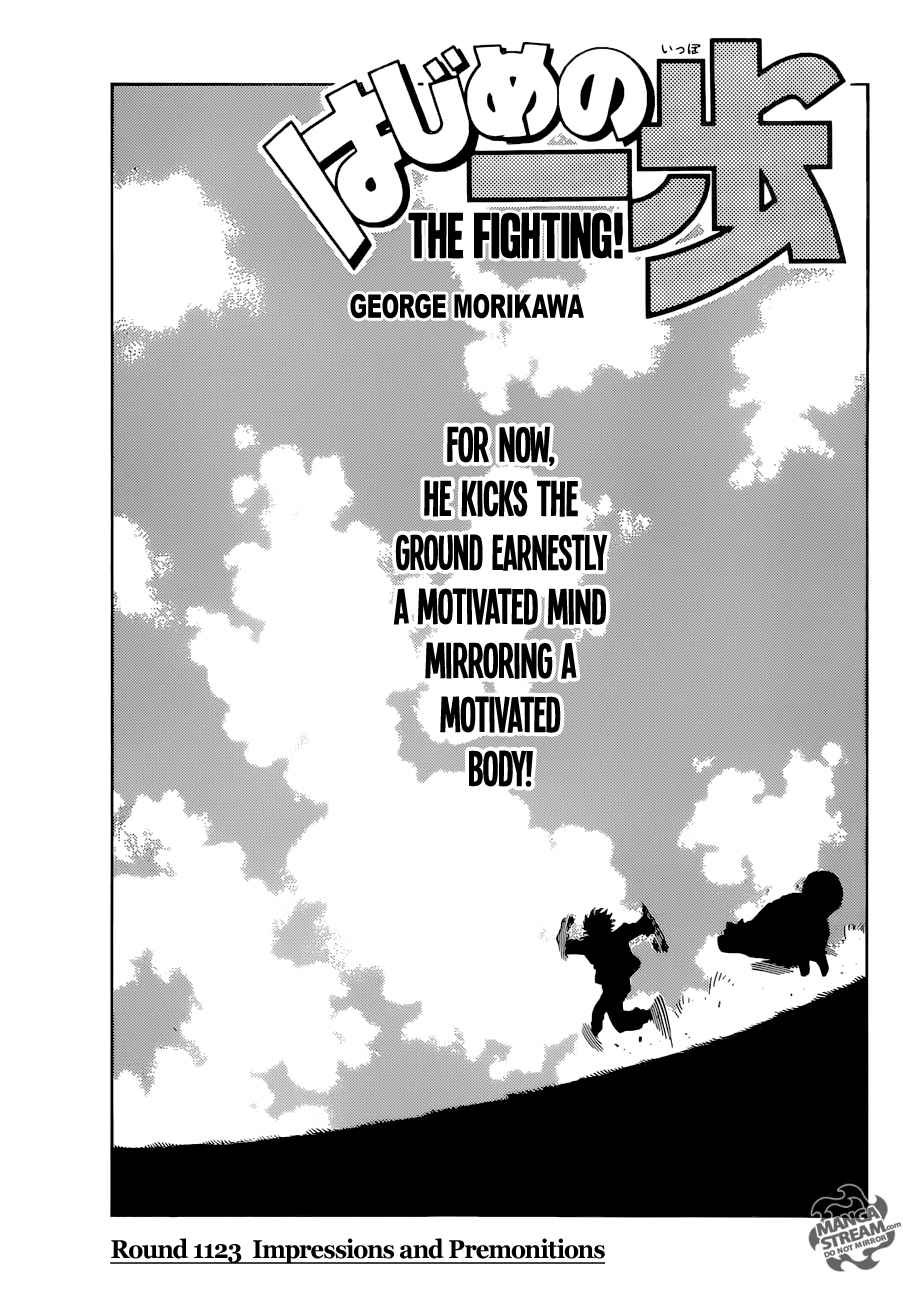 いっぽ
はじめの一歩
THE FIGHTING!
GEORGE MORIKAWA
FOR NOW,
HE KICKS THE
GROUND EARNESTLY
A MOTIVATED MIND
MIRRORING A
MOTIVATED
BODY!
MANGA
STREAM.com
DO NOT MIRROR
Round 1123 Impressions and Premonitions